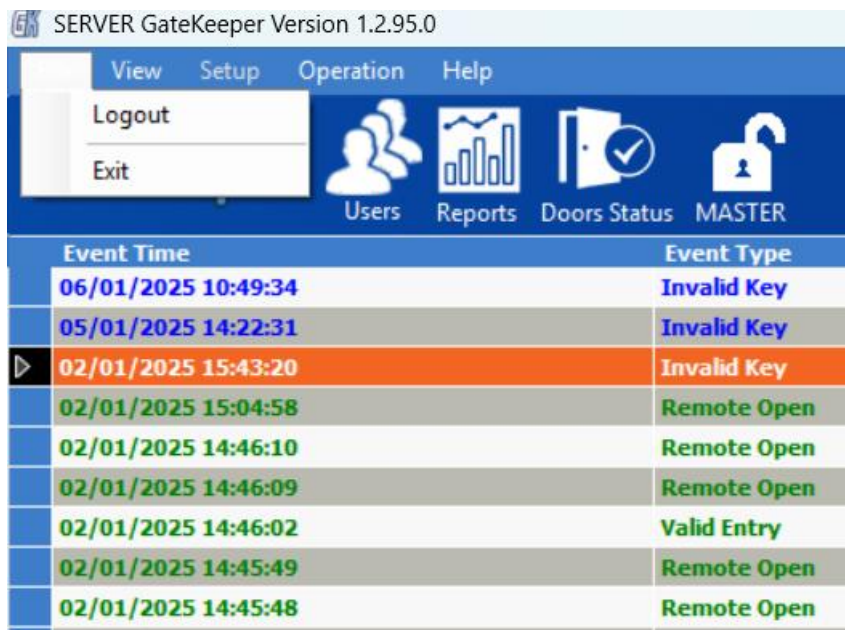 GK SERVER GateKeeper Version 1.2.95.0
View Setup Operation Help
Logout
Exit
Users Reports Doors Status MASTER
Event Time Event Type
06/01/2025 10:49:34 Invalid Key
05/01/2025 14:22:31 Invalid Key
02/01/2025 15:43:20 Invalid Key
02/01/2025 15:04:58 Remote Open
02/01/2025 14:46:10 Remote Open
02/01/2025 14:46:09 Remote Open
02/01/2025 14:46:02 Valid Entry
02/01/2025 14:45:49 Remote Open
02/01/2025 14:45:48 Remote Open